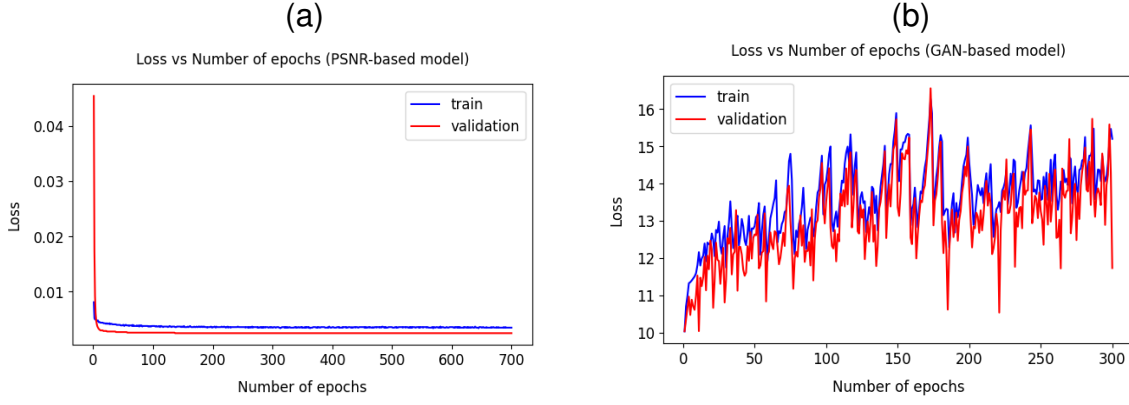 (a)
Loss vs Number of epochs (PSNR-based model)
train
validation
0.04
0.03
0.02
0.01
Loss
0 100 200 300 400 500 600 700
Number of epochs
(b)
Loss vs Number of epochs (GAN-based model)
train
validation
16
15
14
13
12
11
10
Loss
0 50 100 150 200 250 300
Number of epochs